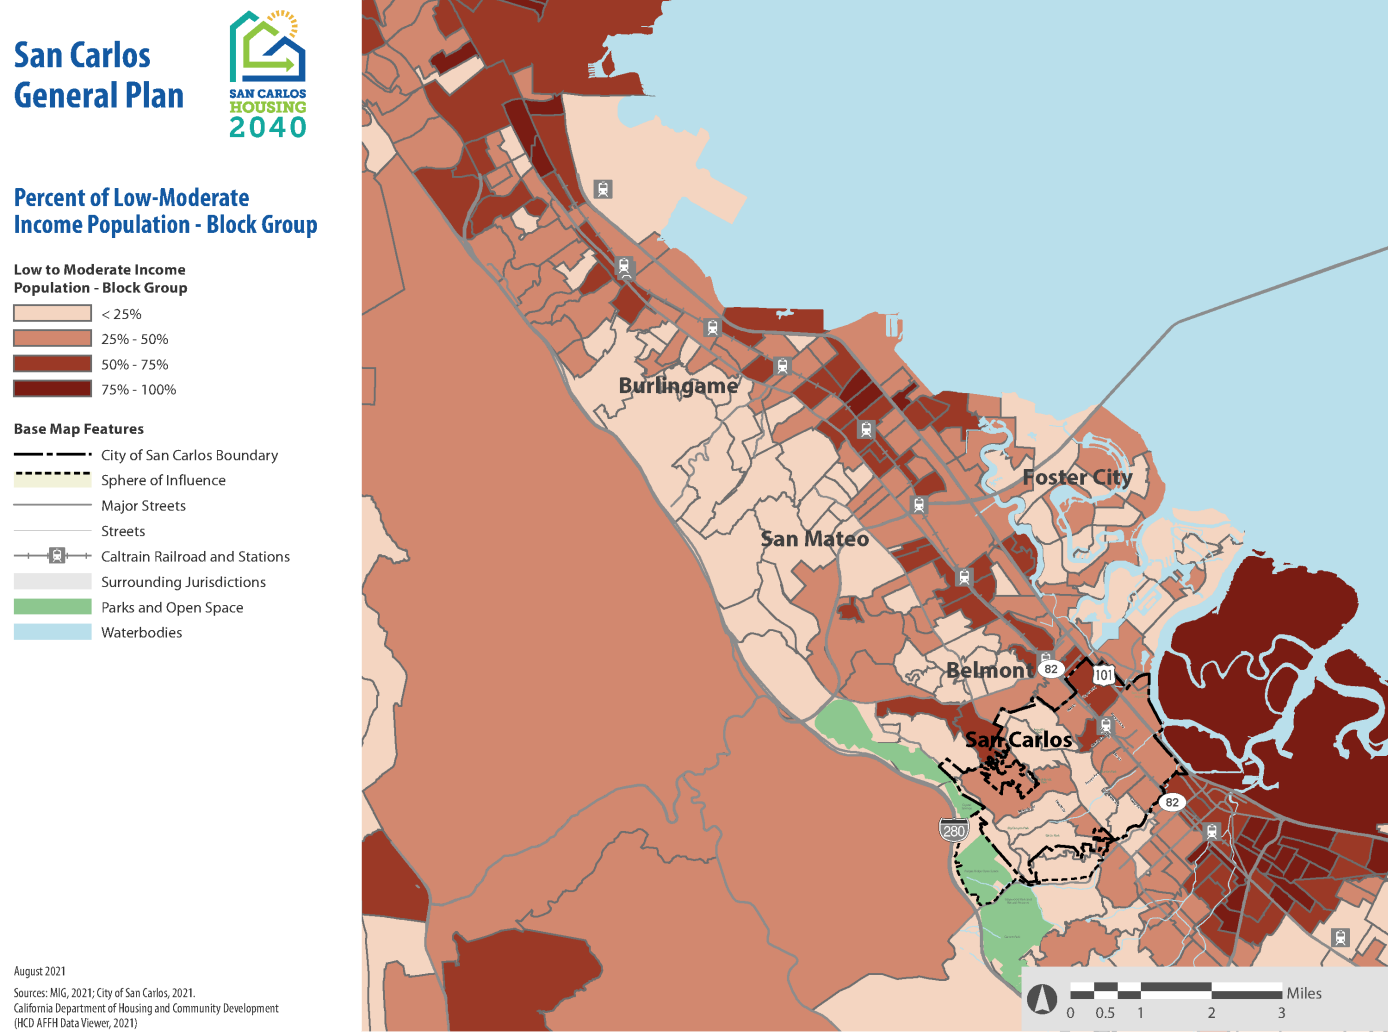 San Carlos
General Plan
SAN CARLOS
HOUSING
2040
Percent of Low-Moderate
Income Population - Block Group
Low to Moderate Income
Population - Block Group
< 25%
25% - 50%
50% - 75%
75% - 100%
Base Map Features
City of San Carlos Boundary
Sphere of Influence
Major Streets
Streets
Caltrain Railroad and Stations
Surrounding Jurisdictions
Parks and Open Space
Waterbodies
August 2021
Sources: MIG, 2021; City of San Carlos, 2021.
California Department of Housing and Community Development
(HCD AFFH Data Viewer, 2021)
Burlingame
Foster City
San Mateo
Belmont
82
101
San Carlos
82
280
Miles
0 0.5 1 2 3